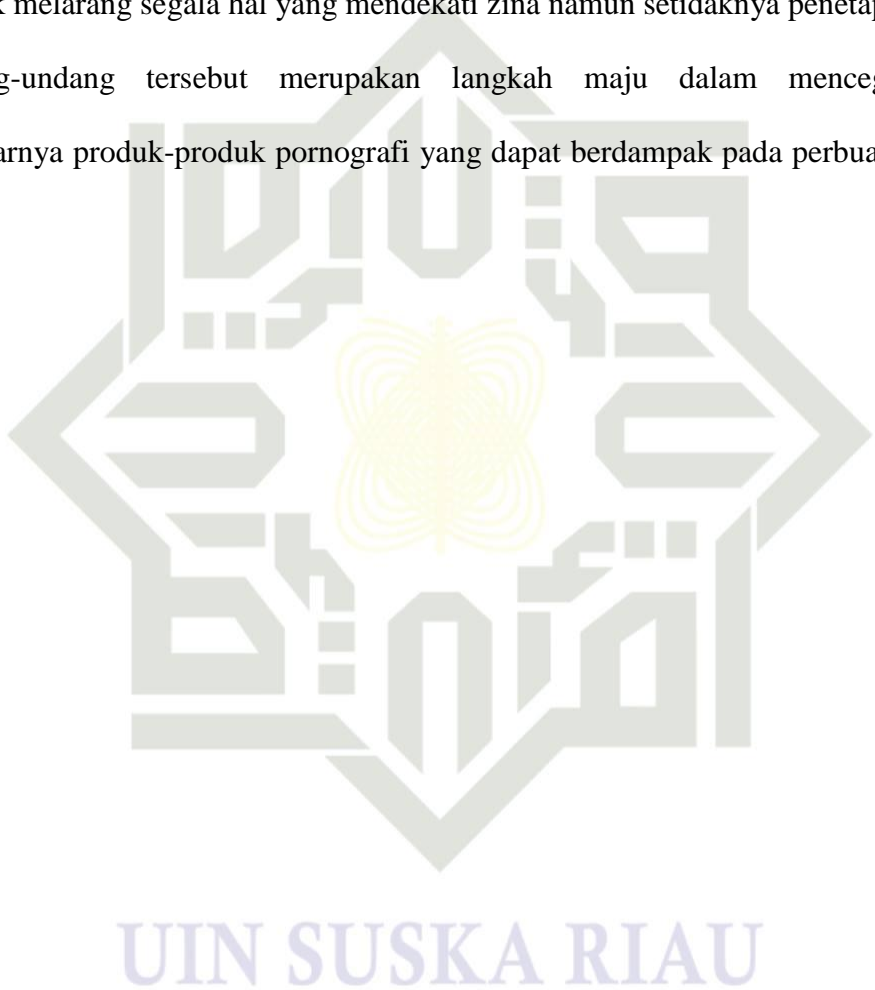 k melarang segala hal yang mendekati zina namun setidaknya penetap
g-undang tersebut merupakan langkah maju dalam menceg
arnya produk-produk pornografi yang dapat berdampak pada perbua
UIN SUSKA RIAU